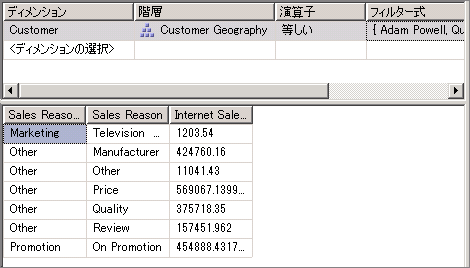 ディメンション 階層 演算子 フィルター式
Customer Customer Geography 等しい { Adam Powell, Qu
<ディメンションの選択>
Sales Reaso... Sales Reason Internet Sale...
Marketing Television ... 1203.54
Other Manufacturer 424760.16
Other Other 11041.43
Other Price 569067.1399...
Other Quality 375718.35
Other Review 157451.962
Promotion On Promotion 454888.4317...